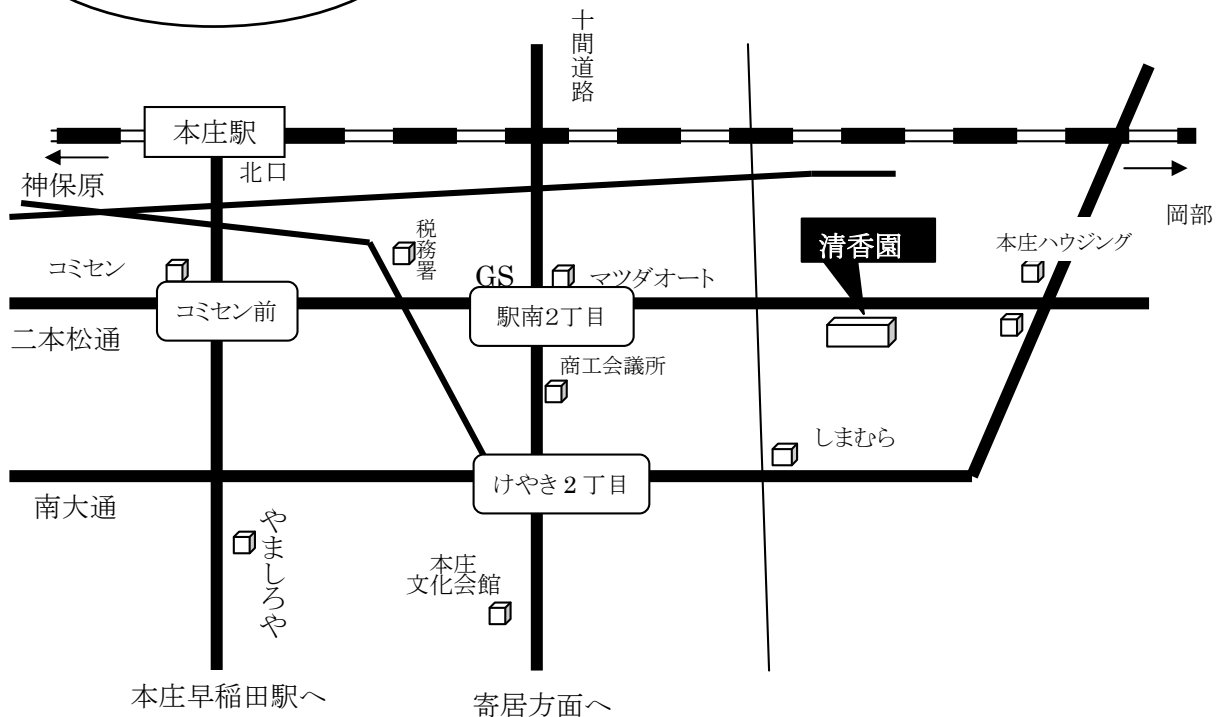 十間道路
本庄駅
北口
神保原
岡部
税務署
清香園
本庄ハウジング
コミセン
GS
マツダオート
コミセン前
駅南2丁目
二本松通
商工会議所
しまむら
けやき2丁目
南大通
やましろや
本庄
文化会館
本庄早稲田駅へ
寄居方面へ